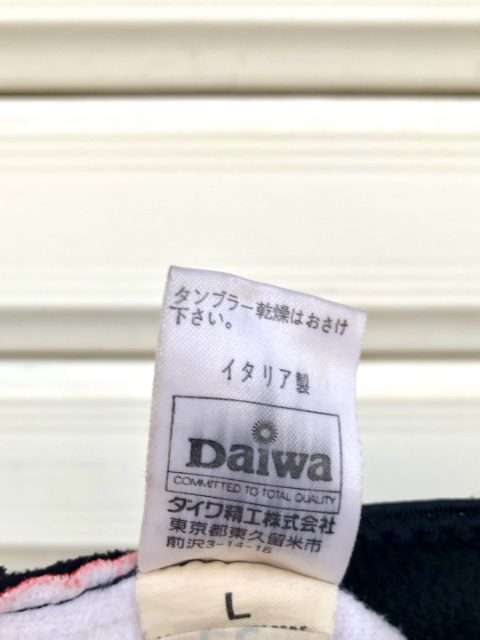 タンブラー乾燥はおさけ
下さい。
イタリア製
Daiwa
COMMITTED TO TOTAL QUALITY
ダイワ精工株式会社
東京都東久留米市
前沢3-14-16
L